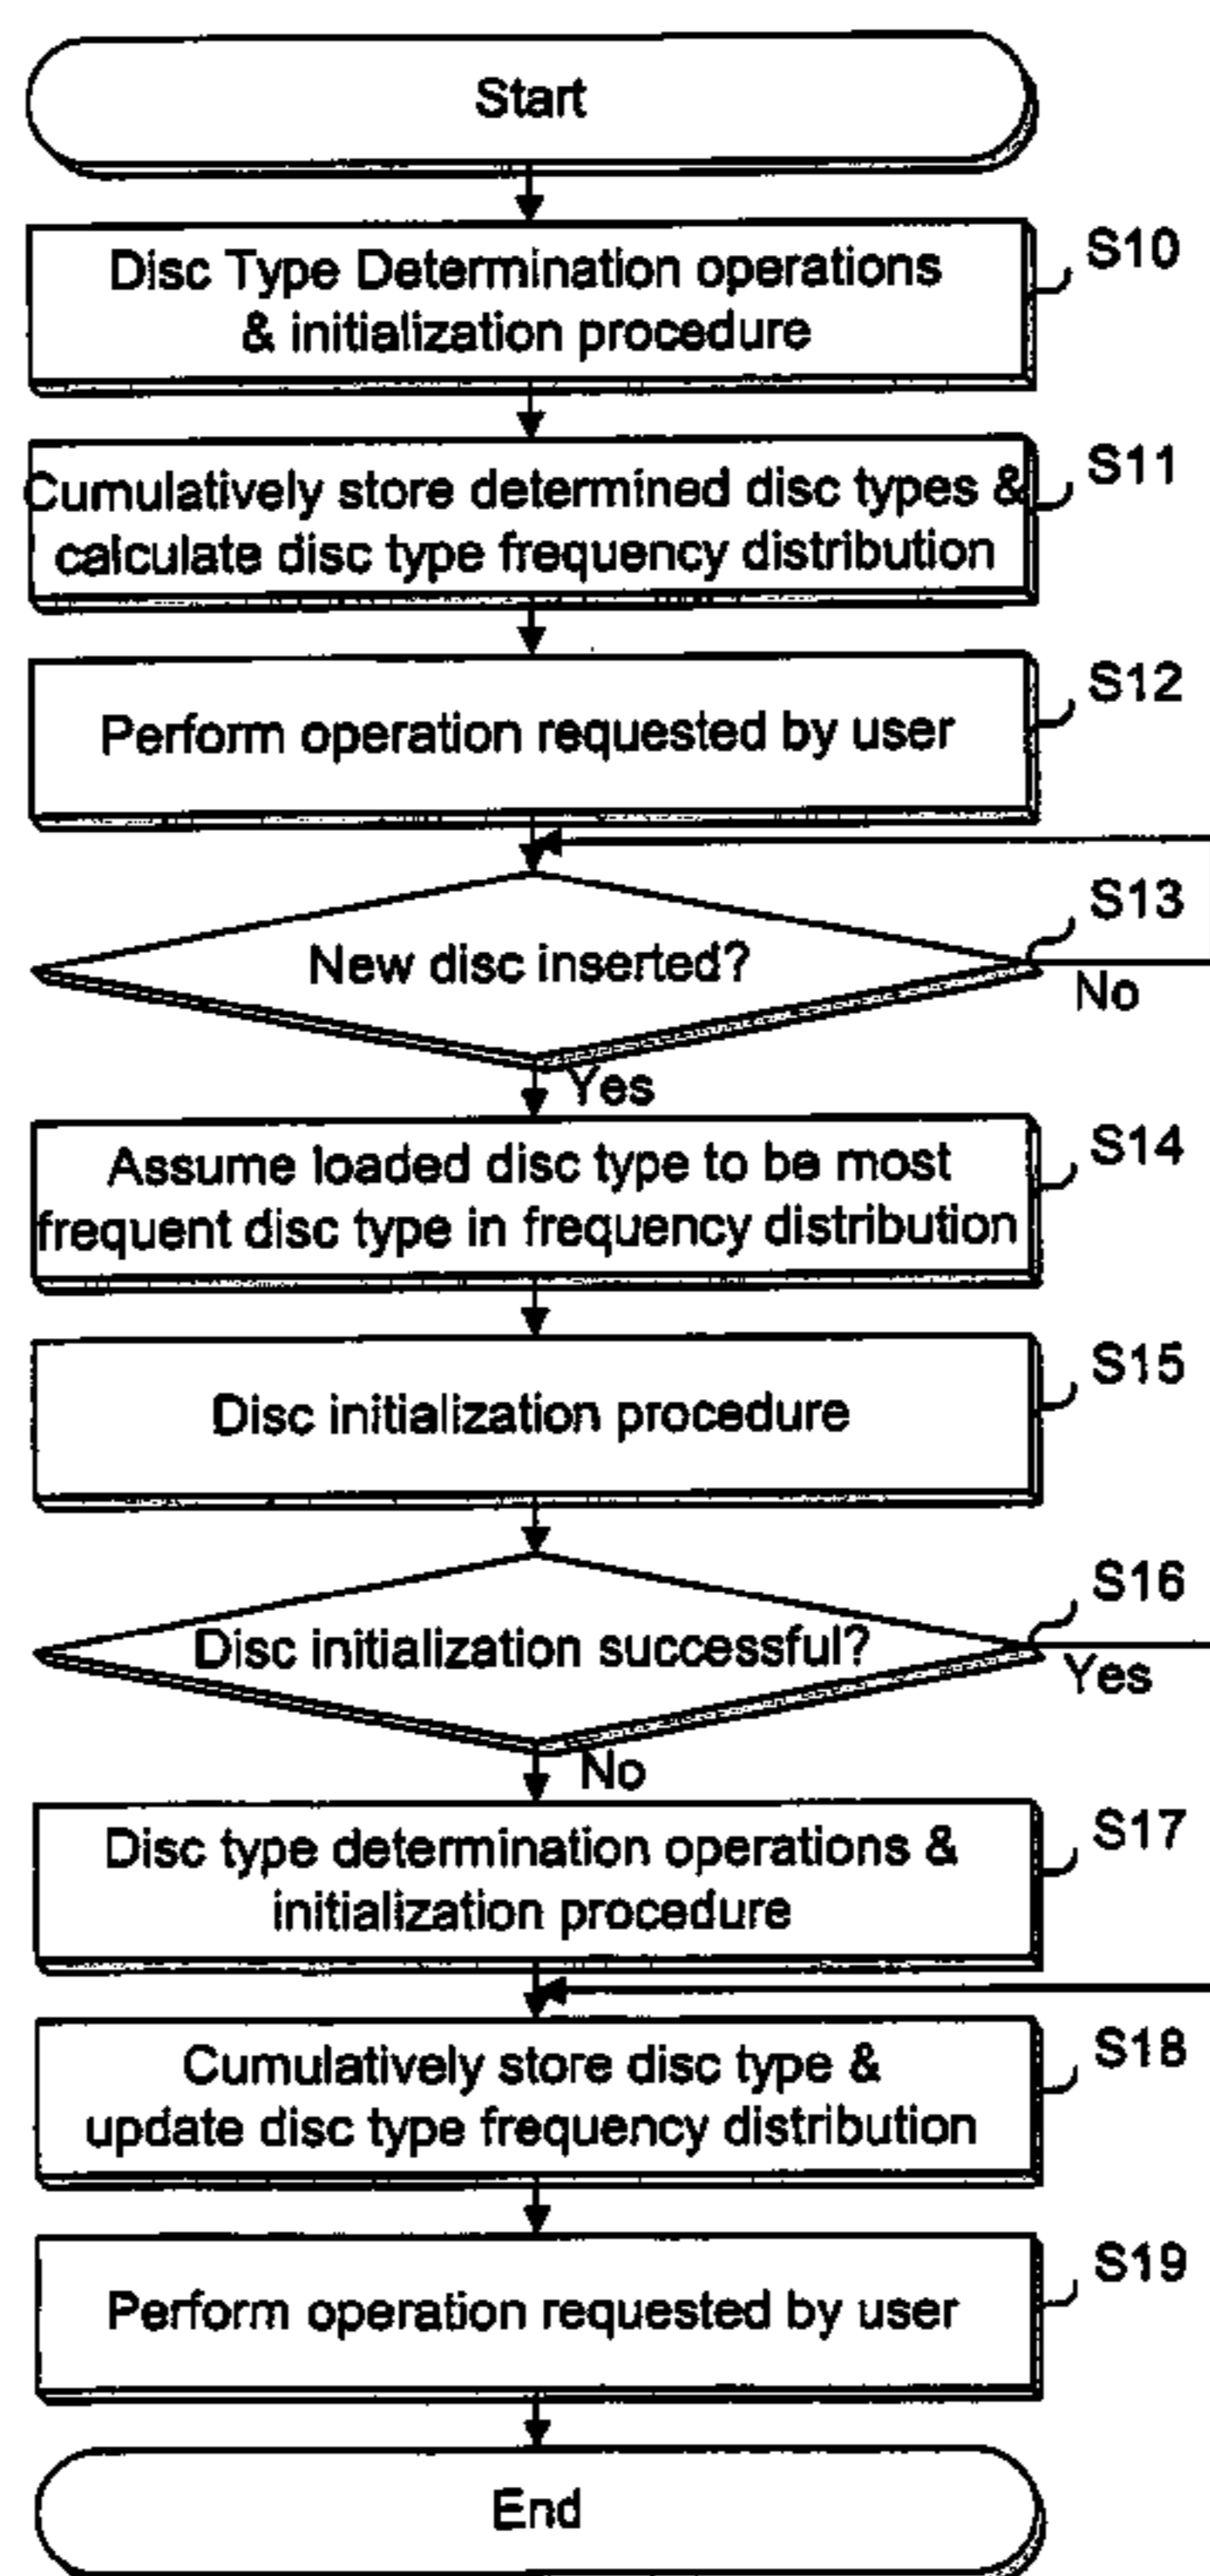 Start
Disc Type Determination operations
& initialization procedure
S10
Cumulatively store determined disc types &
calculate disc type frequency distribution
S11
Perform operation requested by user
S12
New disc inserted?
S13
No
Yes
Assume loaded disc type to be most
frequent disc type in frequency distribution
S14
Disc initialization procedure
S15
Disc initialization successful?
S16
Yes
No
Disc type determination operations &
initialization procedure
S17
Cumulatively store disc type &
update disc type frequency distribution
S18
Perform operation requested by user
S19
End